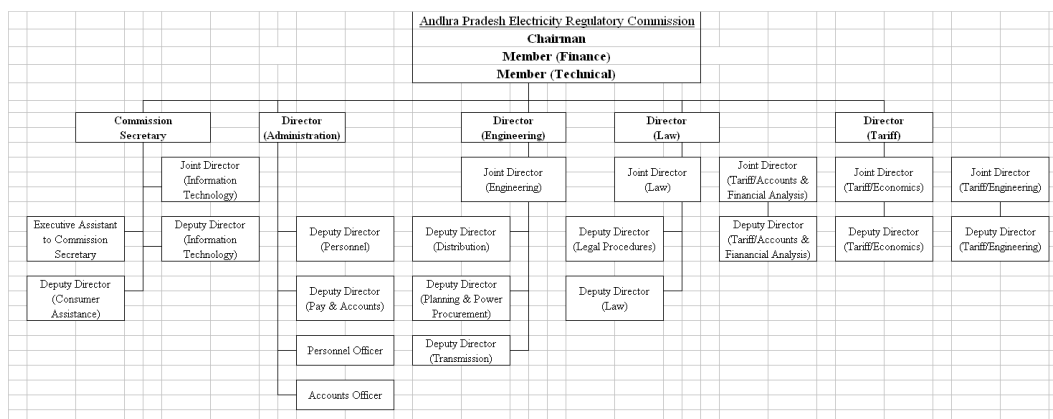 Andhra Pradesh Electricity Regulatory Commission
Chairman
Member (Finance)
Member (Technical)
Commission
Secretary
Director
(Administration)
Director
(Engineering)
Director
(Law)
Director
(Tariff)
Joint Director
(Information
Technology)
Joint Director
(Engineering)
Joint Director
(Law)
Joint Director
(Tariff/Accounts &
Financial Analysis)
Joint Director
(Tariff/Economics)
Joint Director
(Tariff/Engineering)
Executive Assistant
to Commission
Secretary
Deputy Director
(Information
Technology)
Deputy Director
(Personnel)
Deputy Director
(Distribution)
Deputy Director
(Legal Procedures)
Deputy Director
(Tariff/Accounts &
Fianancial Analysis)
Deputy Director
(Tariff/Economics)
Deputy Director
(Tariff/Engineering)
Deputy Director
(Consumer
Assistance)
Deputy Director
(Pay & Accounts)
Deputy Director
(Planning & Power
Procurement)
Deputy Director
(Law)
Personnel Officer
Deputy Director
(Transmission)
Accounts Officer